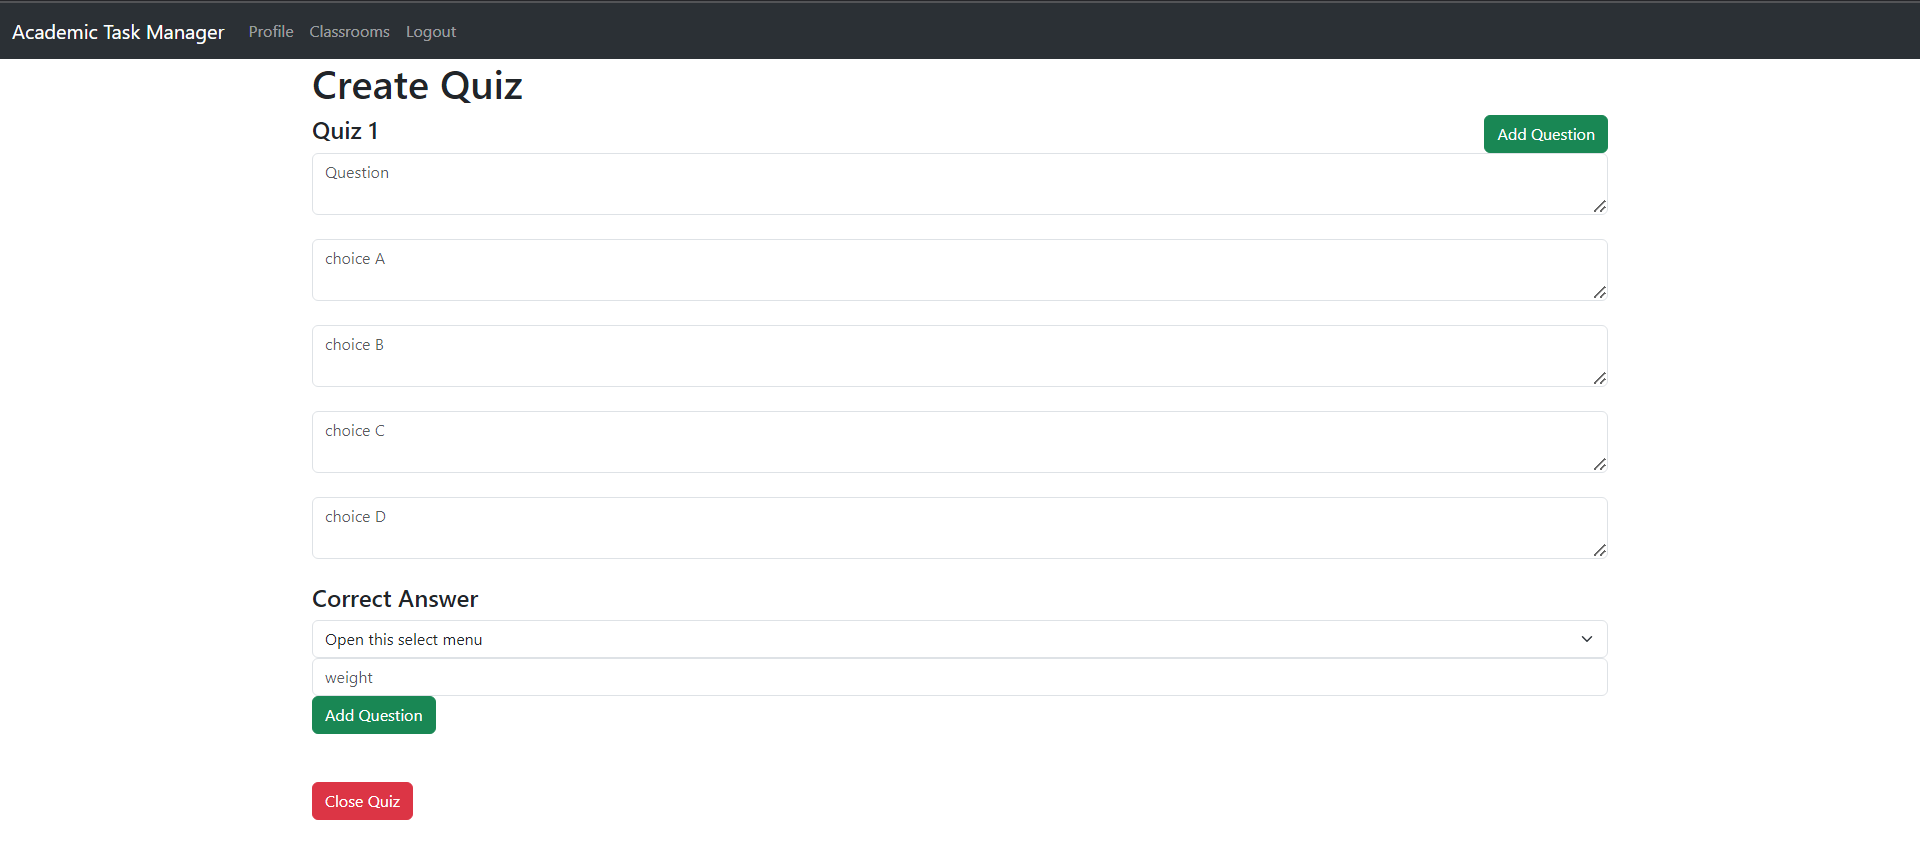 Academic Task Manager Profile Classrooms Logout
Create Quiz
Quiz 1
Add Question
Question
choice A
choice B
choice C
choice D
Correct Answer
Open this select menu
weight
Add Question
Close Quiz